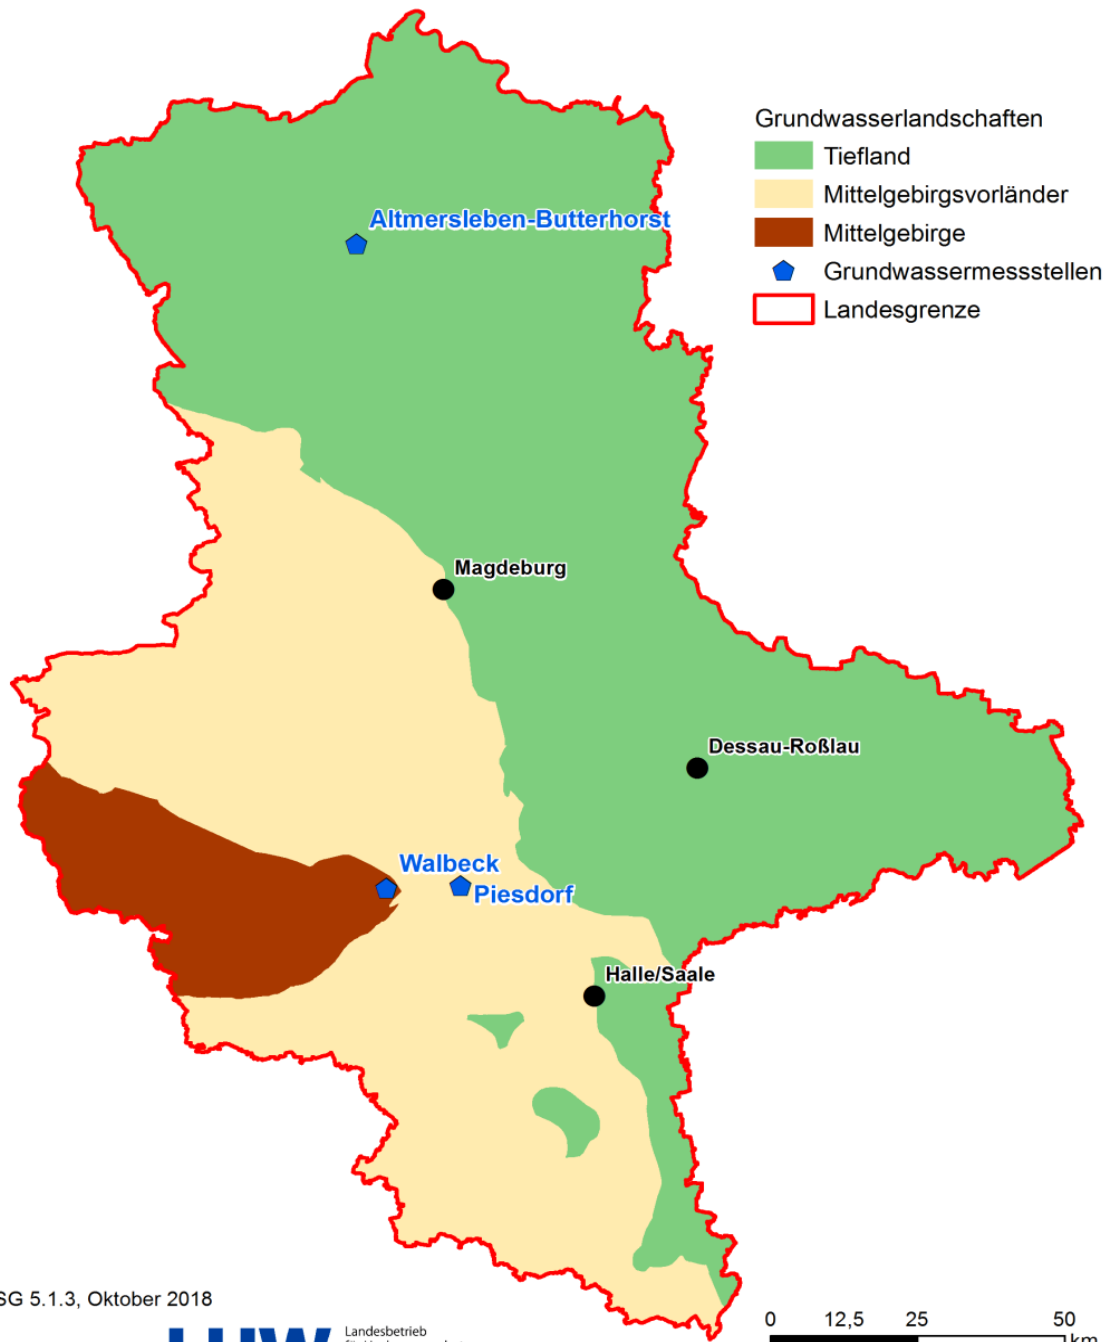 Grundwasserlandschaften
Tiefland
Mittelgebirgsvorländer
Mittelgebirge
Grundwassermessstellen
Landesgrenze
Altmersleben-Butterhorst
Magdeburg
Dessau-Roßlau
Walbeck
Piesdorf
Halle/Saale
SG 5.1.3, Oktober 2018
LHW
Landesbetrieb
0 12,5 25 50
km